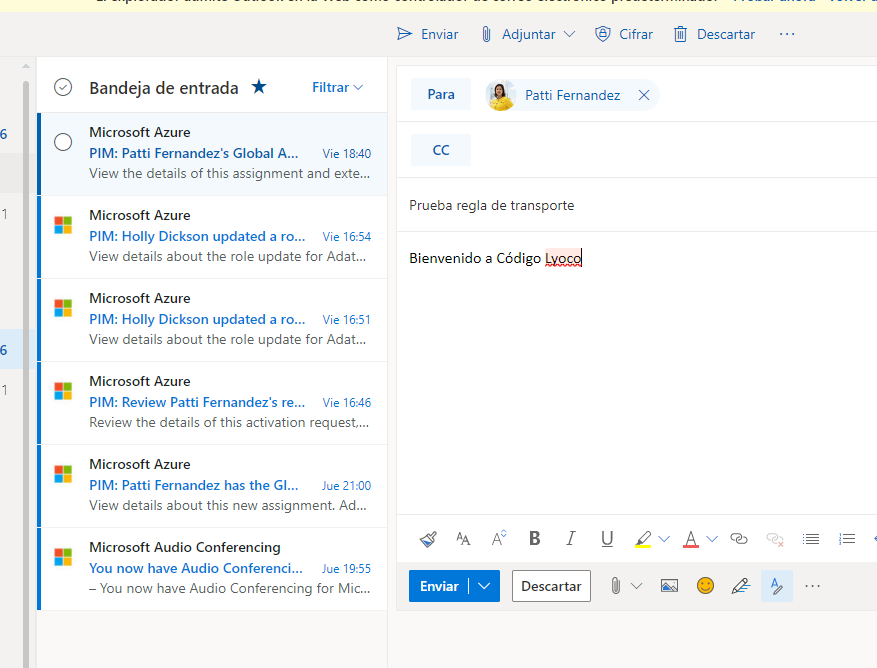 Enviar Adjuntar Cifrar Descartar ...
Bandeja de entrada Filtrar
6
1
6
1
Microsoft Azure
PIM: Patti Fernandez's Global A... Vie 18:40
View the details of this assignment and exte...
Microsoft Azure
PIM: Holly Dickson updated a ro... Vie 16:54
View details about the role update for Adat...
Microsoft Azure
PIM: Holly Dickson updated a ro... Vie 16:51
View details about the role update for Adat...
Microsoft Azure
PIM: Review Patti Fernandez's re... Vie 16:46
Review the details of this activation request,...
Microsoft Azure
PIM: Patti Fernandez has the Gl... Jue 21:00
View details about this new assignment. Ad...
Microsoft Audio Conferencing
You now have Audio Conferenci... Jue 19:55
– You now have Audio Conferencing for Mic...
Para Patti Fernandez
CC
Prueba regla de transporte
Bienvenido a Código Lyoco
Enviar Descartar ...